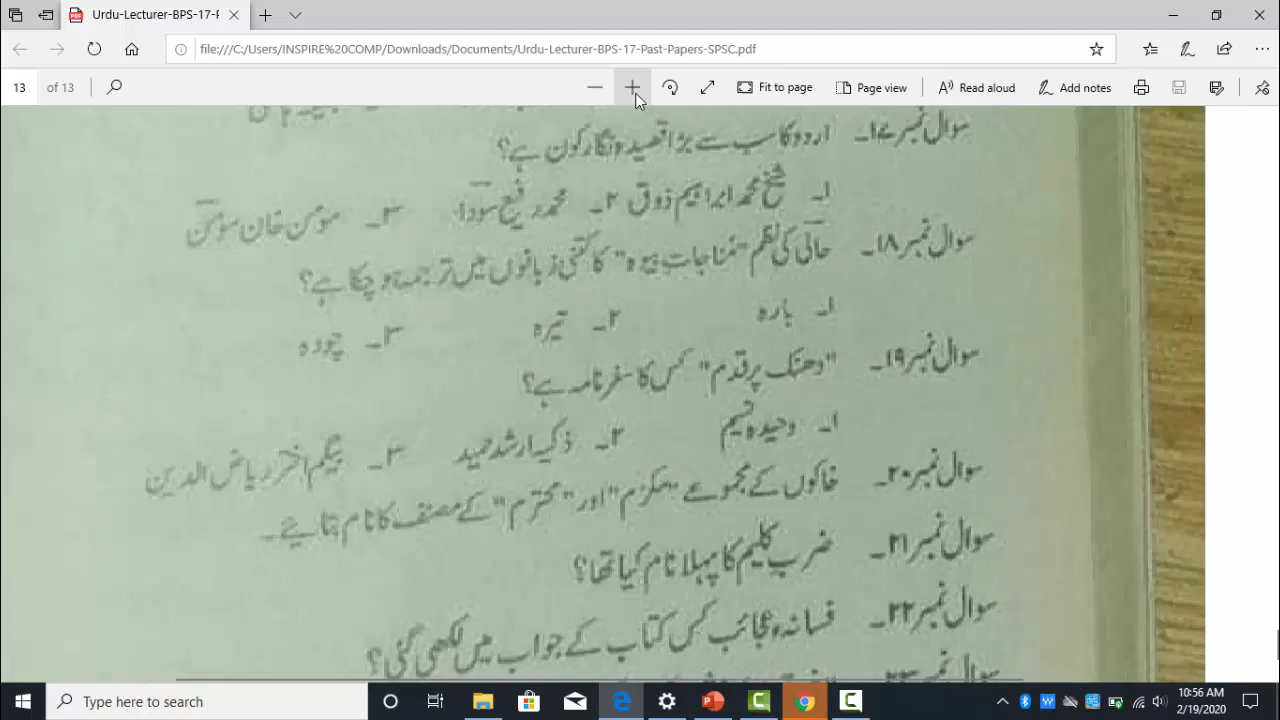 Urdu-Lecturer-BPS-17-P
file:///C:/Users/INSPIRE%20COMP/Downloads/Documents/Urdu-Lecturer-BPS-17-Past-Papers-SPSC.pdf
13 of 13 Fit to page Page view Read aloud Add notes
سوال نمبر ۱۷۔ اردو کا سب سے بڑا قصیدہ نگار کون ہے؟
۱۔ شیخ محمد ابراہیم ذوق ۲۔ محمد رفیع سودا ۳۔ مومن خان مومن
سوال نمبر ۱۸۔ حالی کی نظم "مناجاتِ بیوہ" کا کتنی زبانوں میں ترجمہ ہو چکا ہے؟
۱۔ بارہ ۲۔ تیرہ ۳۔ چودہ
سوال نمبر ۱۹۔ "دھنک پر قدم" کس کا سفر نامہ ہے؟
۱۔ وحیدہ نسیم ۲۔ ذکیہ ارشد حمید ۳۔ بیگم اختر ریاض الدین
سوال نمبر ۲۰۔ خاکوں کے مجموعے "مکرم" اور "محترم" کے مصنف کا نام بتائیے۔
سوال نمبر ۲۱۔ ضربِ کلیم کا پہلا نام کیا تھا؟
سوال نمبر ۲۲۔ فسانۂ عجائب کس کتاب کے جواب میں لکھی گئی؟
Type here to search
10:56 AM
2/19/2020